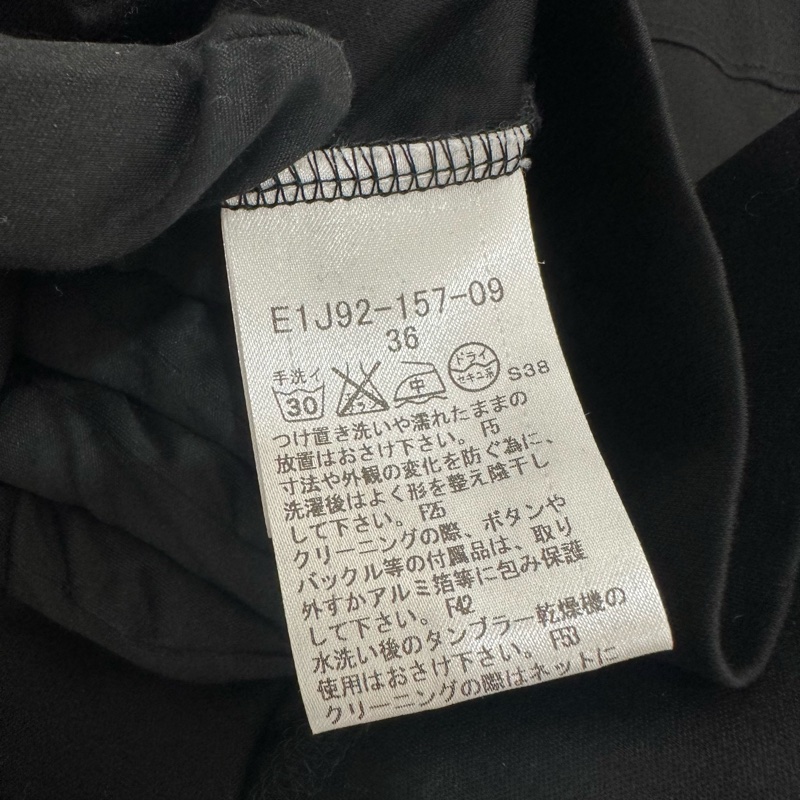 E1J92-157-09
36
手洗イ
30
中
ドライ
セキユ系
S38
つけ置き洗いや濡れたままの
放置はおさけ下さい。 F5
寸法や外観の変化を防ぐ為に、
洗濯後はよく形を整え陰干し
して下さい。 F25
クリーニングの際、ボタンや
バックル等の付属品は、取り
外すかアルミ箔等に包み保護
して下さい。 F42
水洗い後のタンブラー乾燥機の
使用はおさけ下さい。 F53
クリーニングの際はネットに